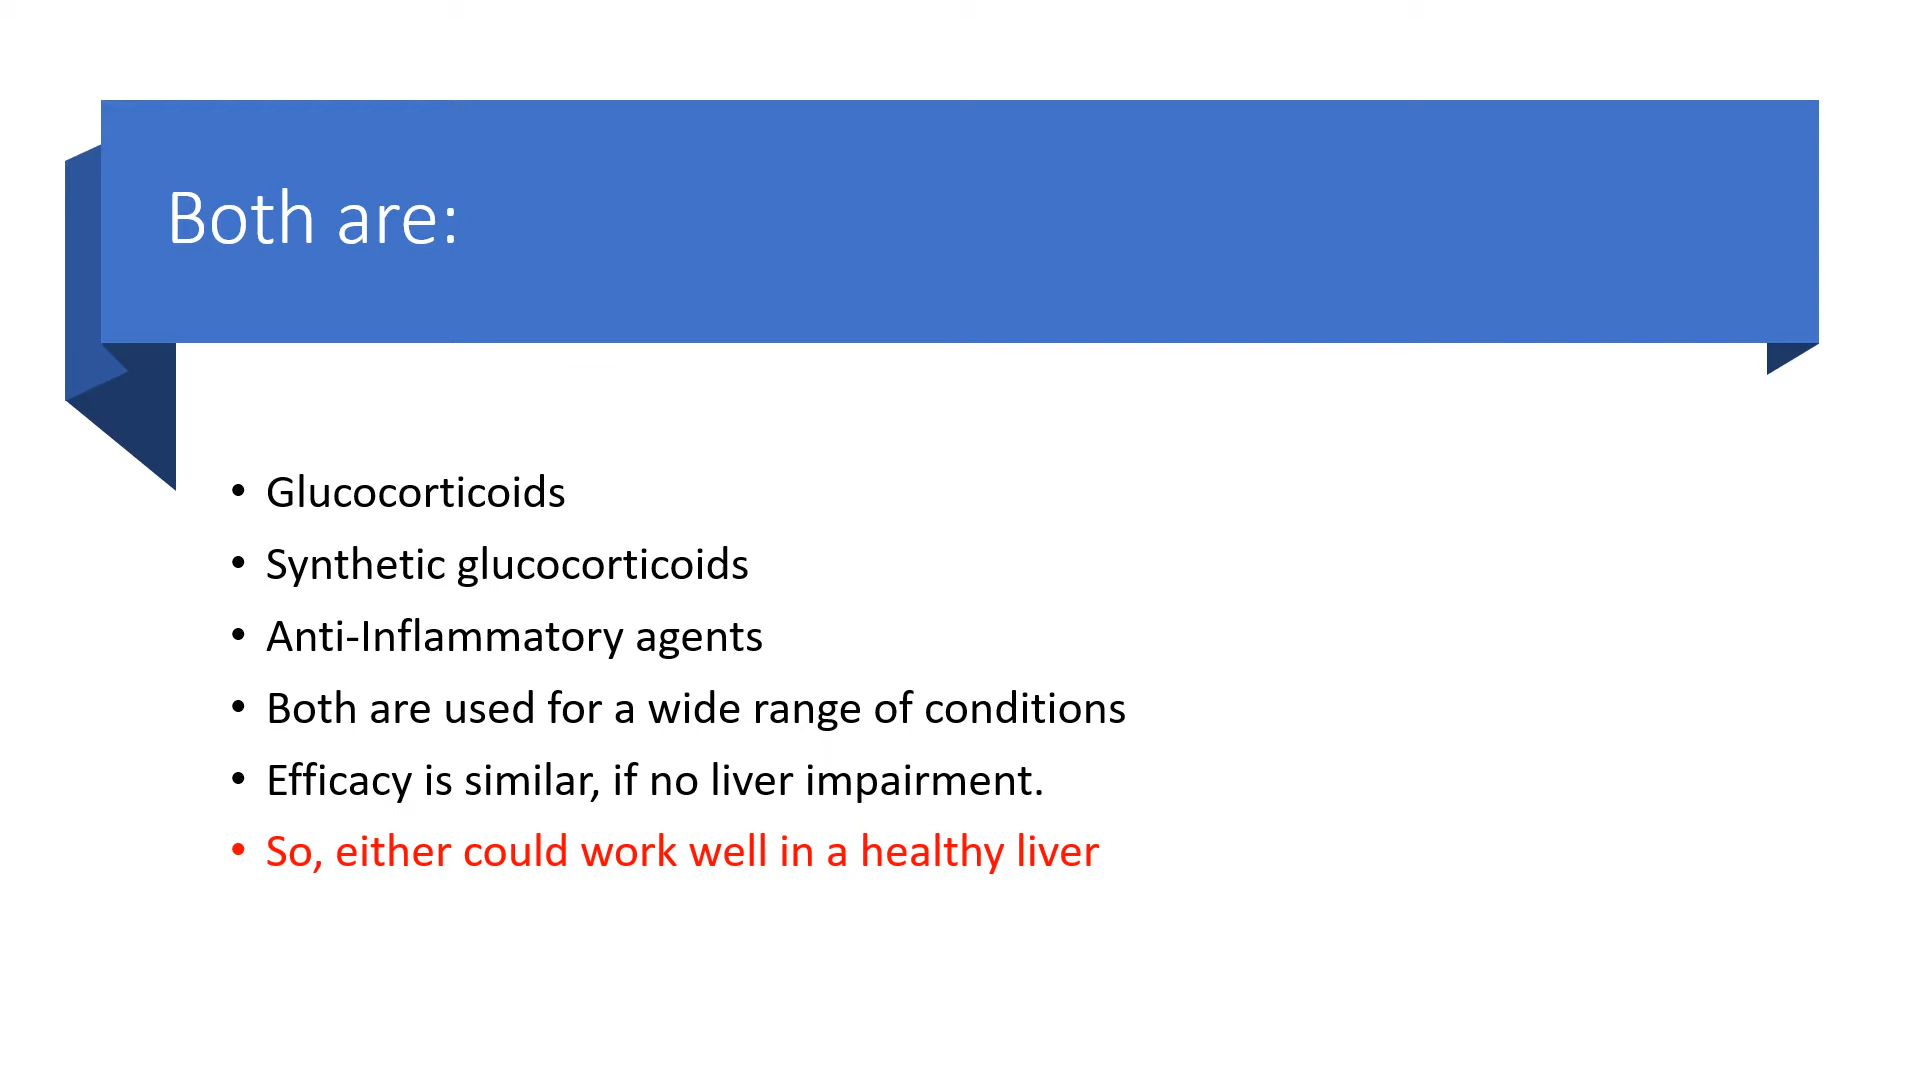 Both are:
• Glucocorticoids
• Synthetic glucocorticoids
• Anti-Inflammatory agents
• Both are used for a wide range of conditions
• Efficacy is similar, if no liver impairment.
• So, either could work well in a healthy liver